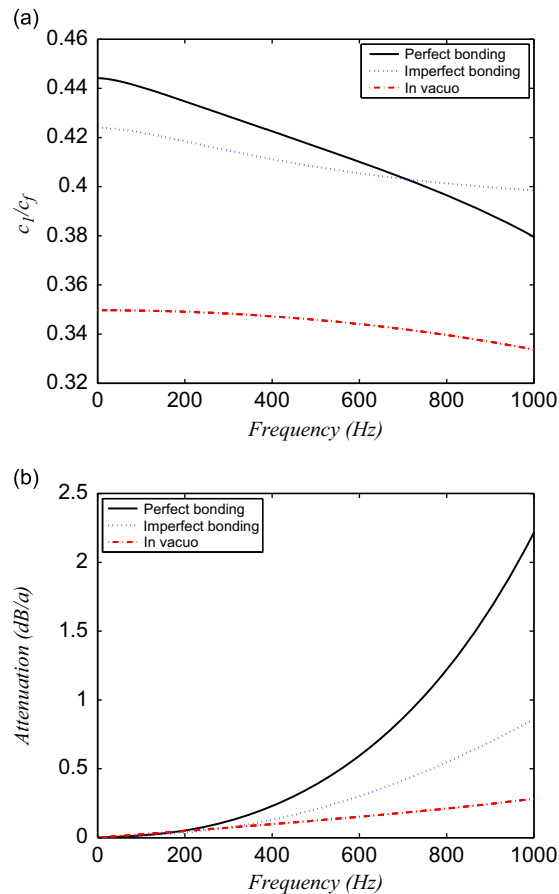 (a)
0.46
0.44
0.42
0.4
0.38
0.36
0.34
0.32
c1/cf
Perfect bonding
Imperfect bonding
In vacuo
0 200 400 600 800 1000
Frequency (Hz)
(b)
2.5
2
1.5
1
0.5
0
Attenuation (dB/a)
Perfect bonding
Imperfect bonding
In vacuo
0 200 400 600 800 1000
Frequency (Hz)